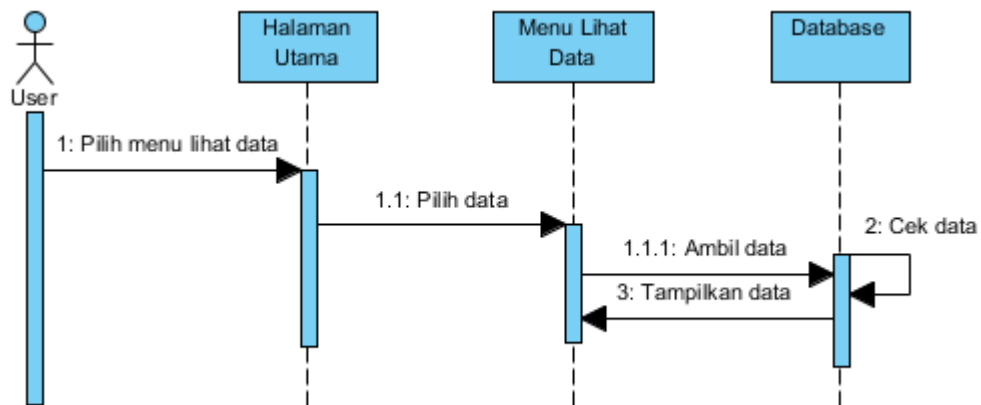 Halaman
Utama
Menu Lihat
Data
Database
User
1: Pilih menu lihat data
1.1: Pilih data
2: Cek data
1.1.1: Ambil data
3: Tampilkan data